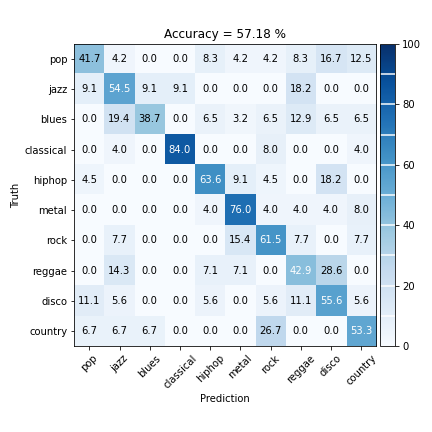 Accuracy = 57.18 %
pop 41.7 4.2 0.0 0.0 8.3 4.2 4.2 8.3 16.7 12.5
jazz 9.1 54.5 9.1 9.1 0.0 0.0 0.0 18.2 0.0 0.0
blues 0.0 19.4 38.7 0.0 6.5 3.2 6.5 12.9 6.5 6.5
classical 0.0 4.0 0.0 84.0 0.0 0.0 8.0 0.0 0.0 4.0
hiphop 4.5 0.0 0.0 0.0 63.6 9.1 4.5 0.0 18.2 0.0
metal 0.0 0.0 0.0 0.0 4.0 76.0 4.0 4.0 4.0 8.0
rock 0.0 7.7 0.0 0.0 0.0 15.4 61.5 7.7 0.0 7.7
reggae 0.0 14.3 0.0 0.0 7.1 7.1 0.0 42.9 28.6 0.0
disco 11.1 5.6 0.0 0.0 5.6 0.0 5.6 11.1 55.6 5.6
country 6.7 6.7 6.7 0.0 0.0 0.0 26.7 0.0 0.0 53.3
pop jazz blues classical hiphop metal rock reggae disco country
Prediction
Truth
100
80
60
40
20
0